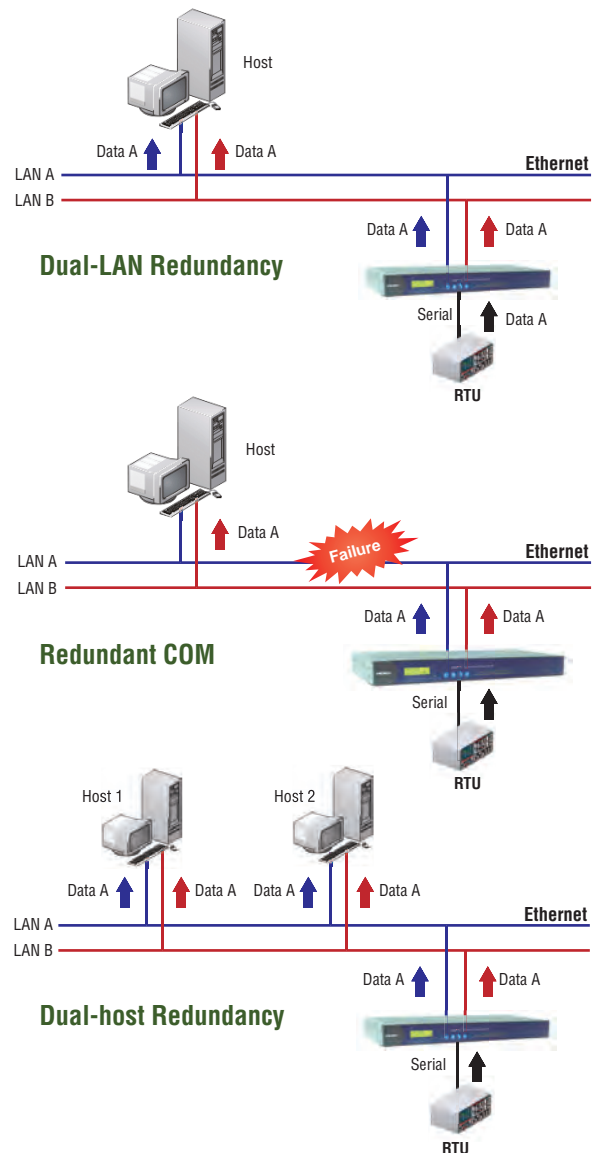 Host
Data A
Data A
Ethernet
LAN A
LAN B
Data A
Data A
Dual-LAN Redundancy
Serial
Data A
RTU
Host
Data A
Failure
Ethernet
LAN A
LAN B
Data A
Data A
Redundant COM
Serial
RTU
Host 1
Host 2
Data A
Data A
Data A
Data A
Ethernet
LAN A
LAN B
Data A
Data A
Dual-host Redundancy
Serial
RTU